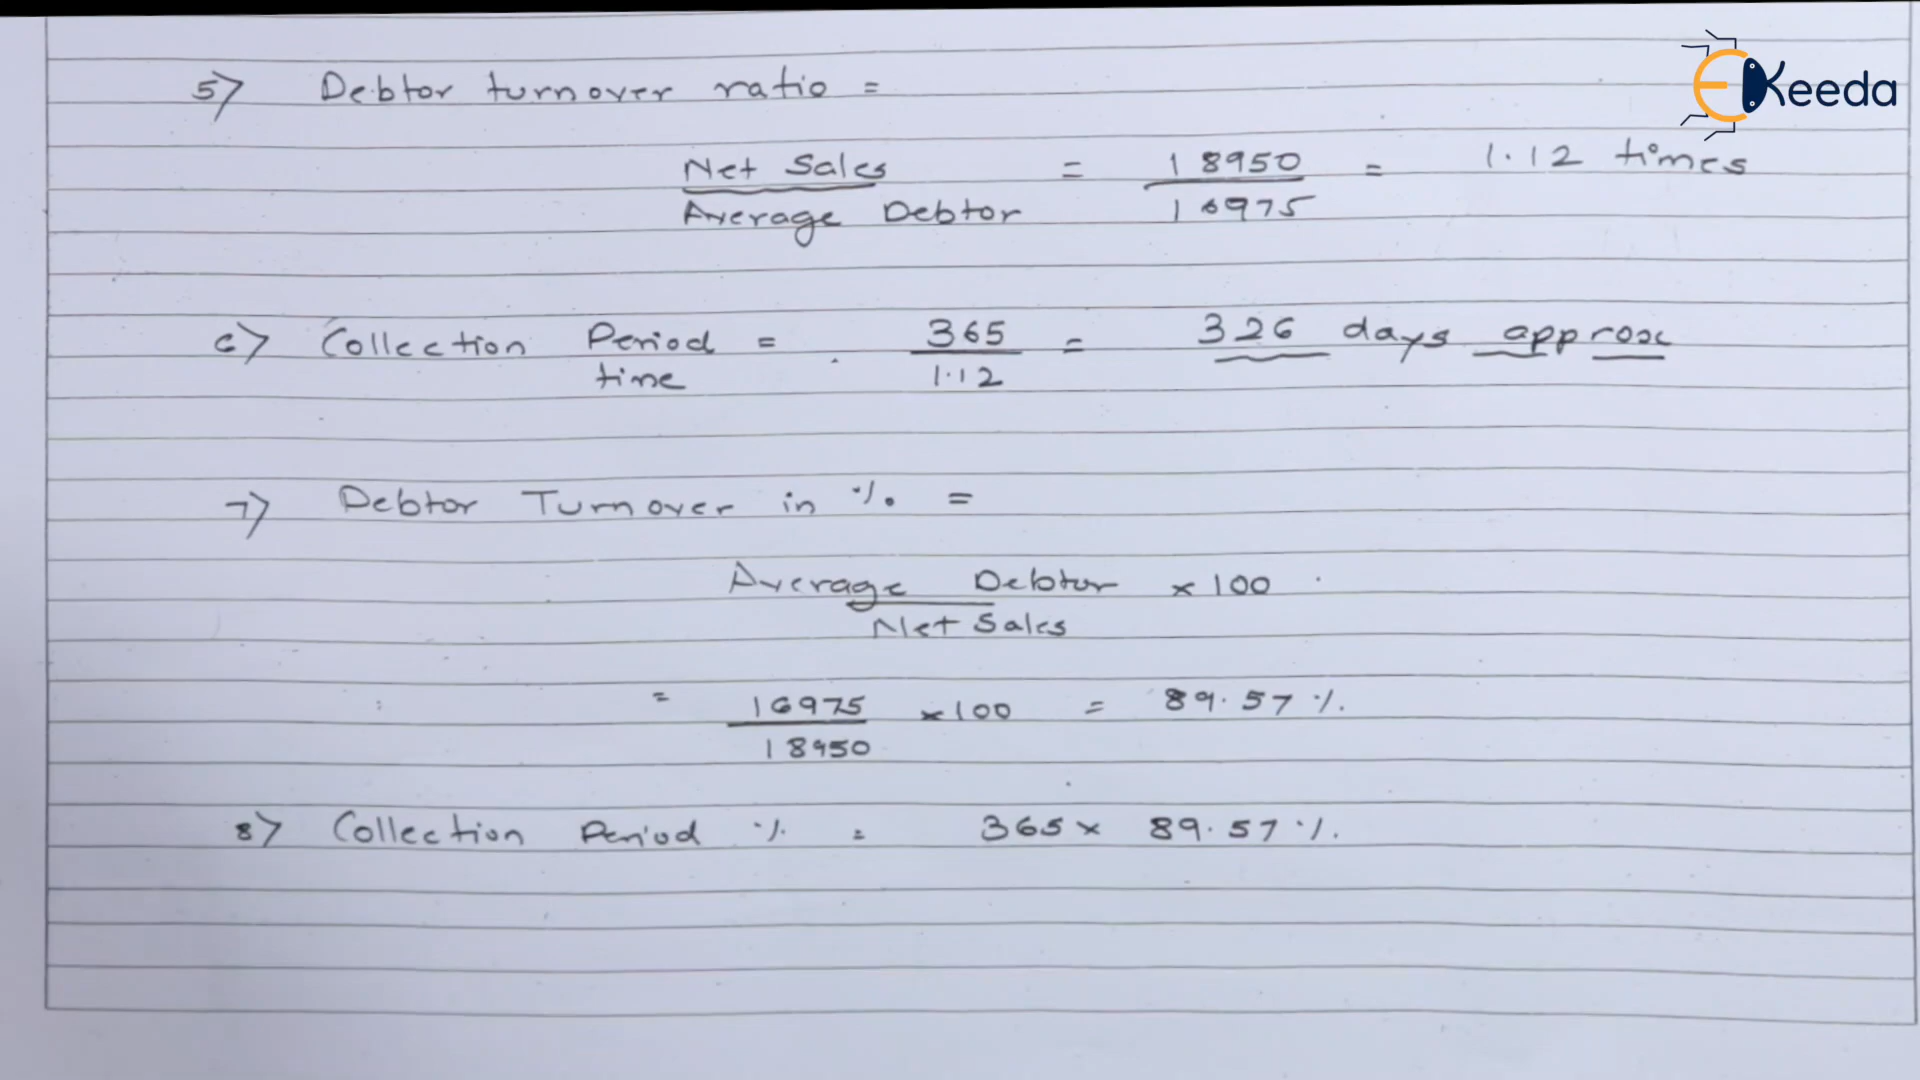 EKeeda
5) Debtor turnover ratio =
Net Sales = 18950 = 1.12 times
Average Debtor 16975
6) Collection Period = 365 = 326 days approx
time 1.12
7) Debtor Turnover in % =
Average Debtor × 100
Net Sales
= 16975 × 100 = 89.57 %.
18950
8) Collection Period % = 365 × 89.57 %.